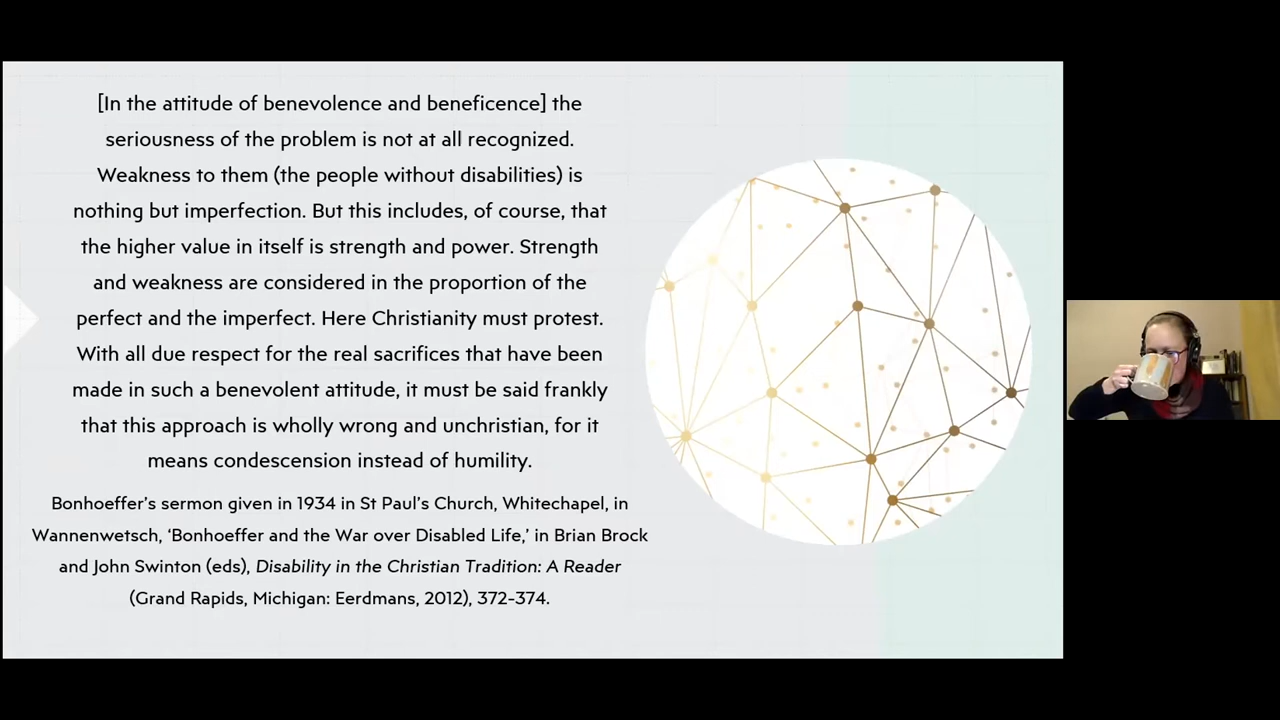 [In the attitude of benevolence and beneficence] the
seriousness of the problem is not at all recognized.
Weakness to them (the people without disabilities) is
nothing but imperfection. But this includes, of course, that
the higher value in itself is strength and power. Strength
and weakness are considered in the proportion of the
perfect and the imperfect. Here Christianity must protest.
With all due respect for the real sacrifices that have been
made in such a benevolent attitude, it must be said frankly
that this approach is wholly wrong and unchristian, for it
means condescension instead of humility.
Bonhoeffer’s sermon given in 1934 in St Paul’s Church, Whitechapel, in
Wannenwetsch, ‘Bonhoeffer and the War over Disabled Life,’ in Brian Brock
and John Swinton (eds), Disability in the Christian Tradition: A Reader
(Grand Rapids, Michigan: Eerdmans, 2012), 372-374.